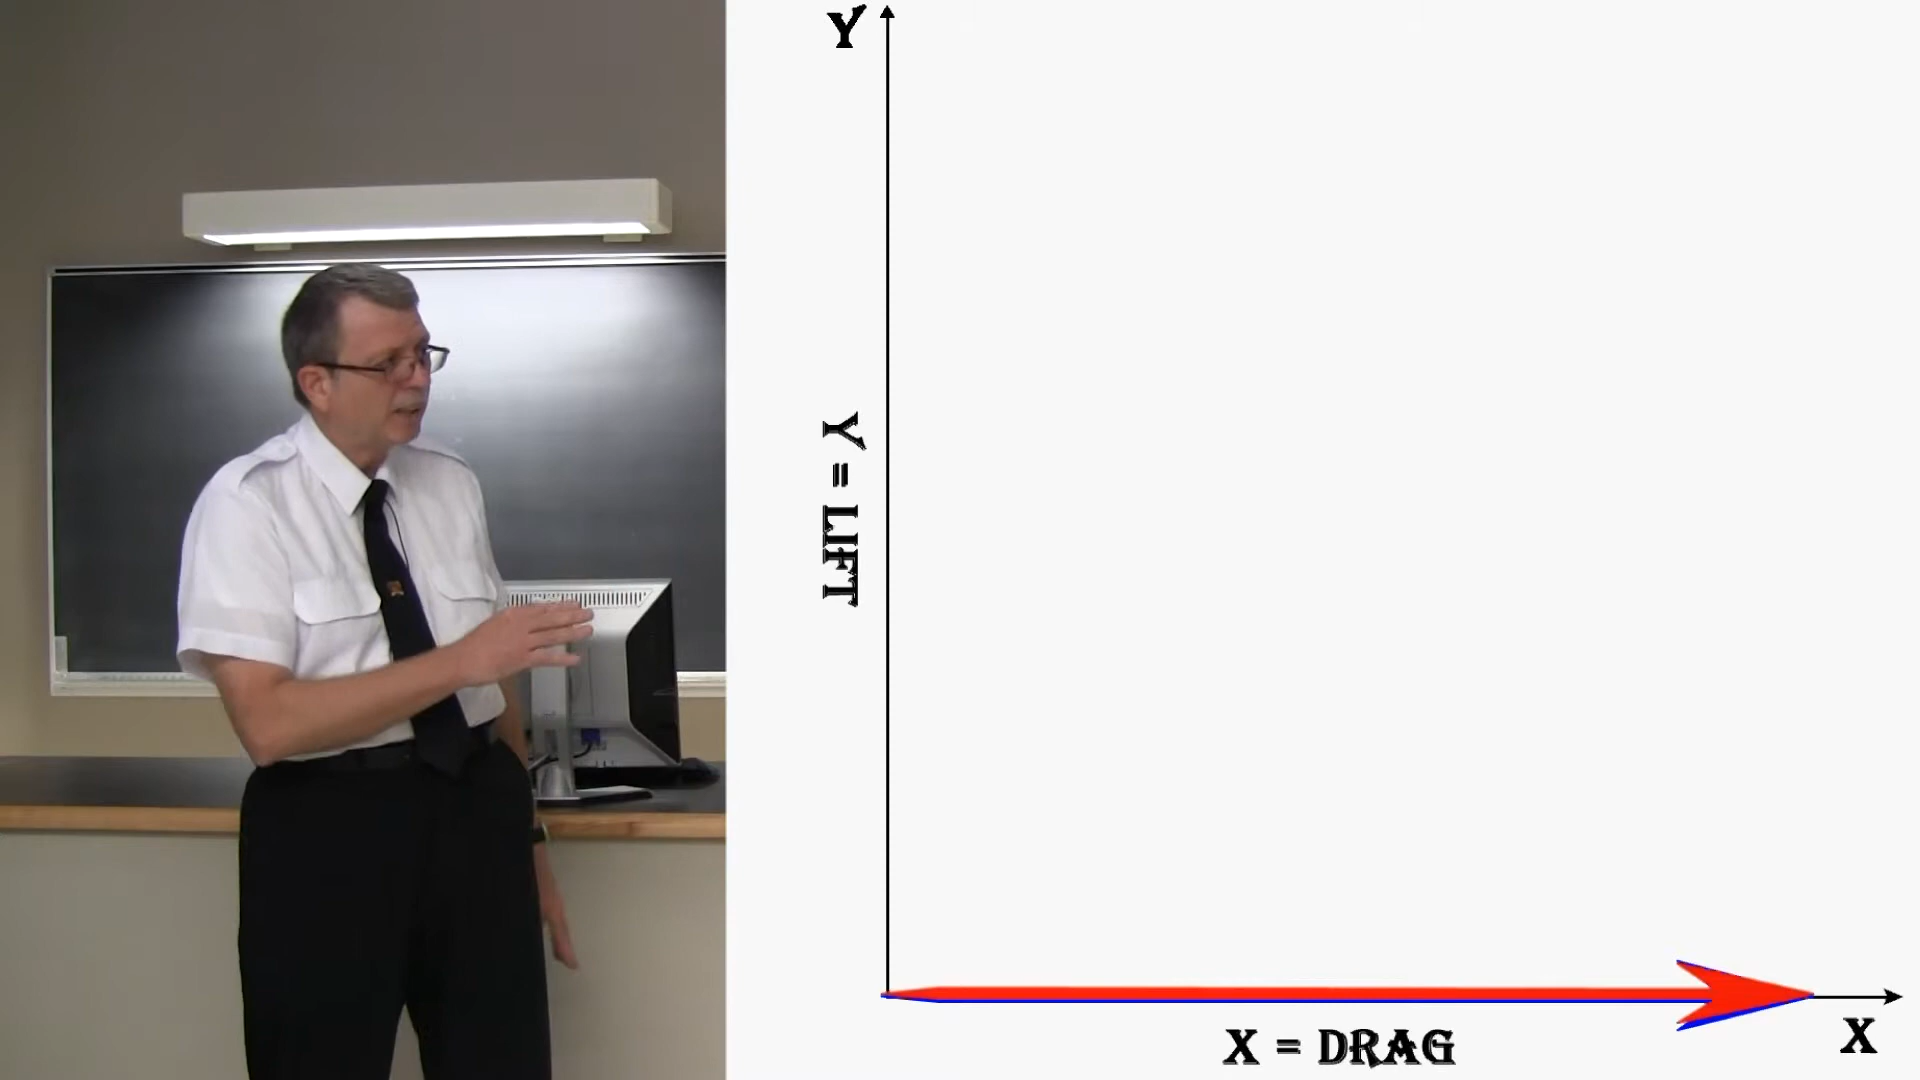 Y
Y = LIFT
X = DRAG
X